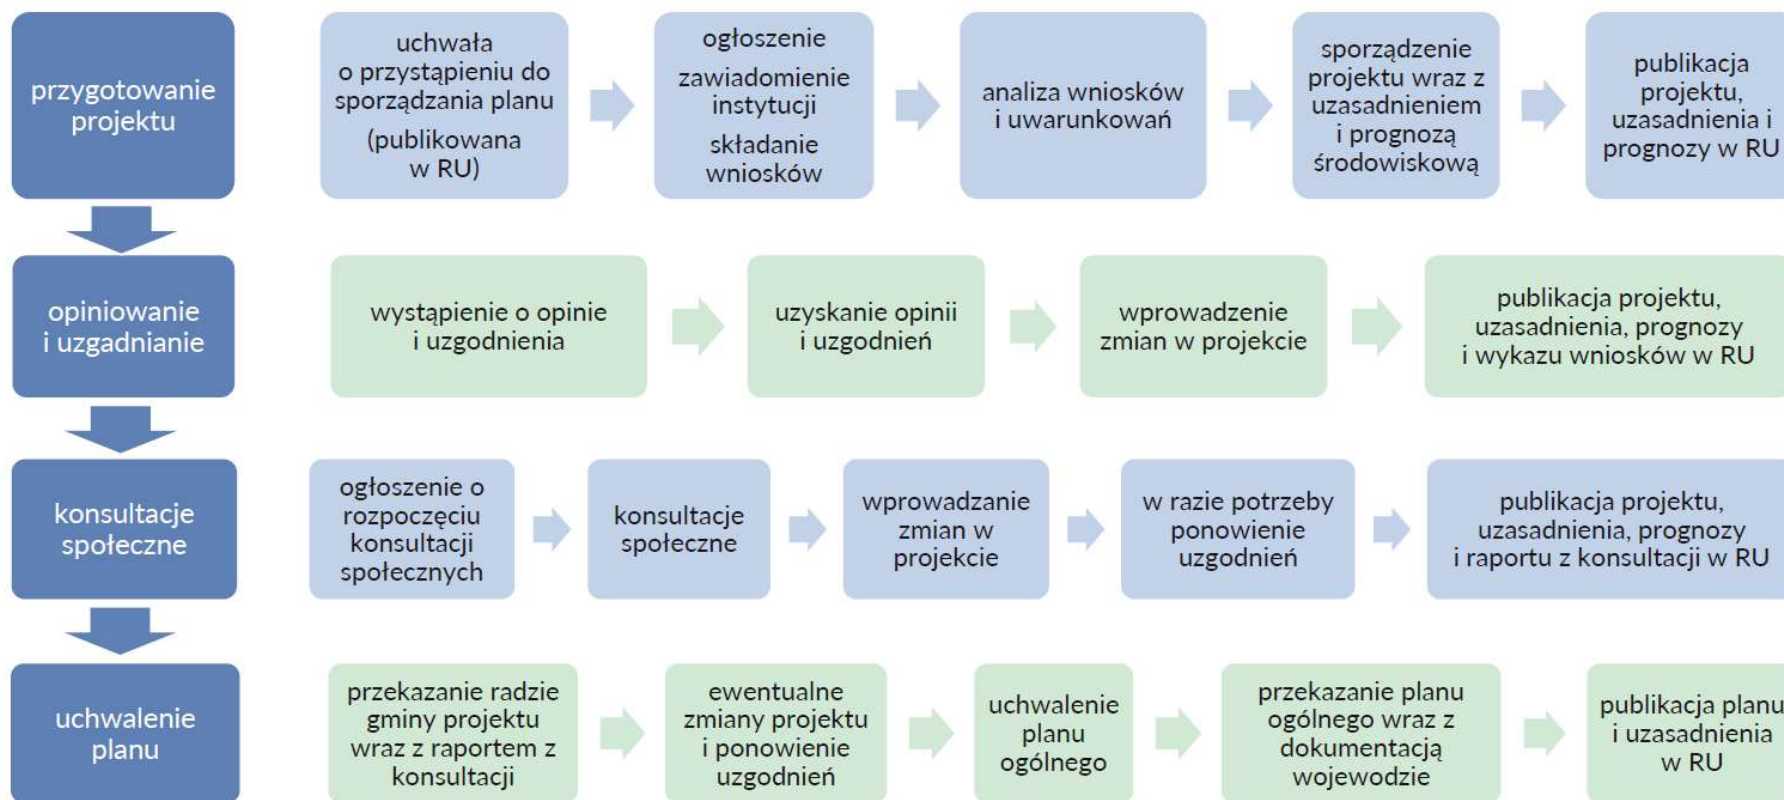 przygotowanie
projektu
uchwała
o przystąpieniu do
sporządzania planu
(publikowana
w RU)
ogłoszenie
zawiadomienie
instytucji
składanie
wniosków
analiza wniosków
i uwarunkowań
sporządzenie
projektu wraz z
uzasadnieniem
i prognozą
środowiskową
publikacja
projektu,
uzasadnienia i
prognozy w RU
opiniowanie
i uzgadnianie
wystąpienie o opinie
i uzgodnienia
uzyskanie opinii
i uzgodnień
wprowadzenie
zmian w projekcie
publikacja projektu,
uzasadnienia, prognozy
i wykazu wniosków w RU
konsultacje
społeczne
ogłoszenie o
rozpoczęciu
konsultacji
społecznych
konsultacje
społeczne
wprowadzanie
zmian w
projekcie
w razie potrzeby
ponowienie
uzgodnień
publikacja projektu,
uzasadnienia, prognozy
i raportu z konsultacji w RU
uchwalenie
planu
przekazanie radzie
gminy projektu
wraz z raportem z
konsultacji
ewentualne
zmiany projektu
i ponowienie
uzgodnień
uchwalenie
planu
ogólnego
przekazanie planu
ogólnego wraz z
dokumentacją
wojewodzie
publikacja planu
i uzasadnienia
w RU